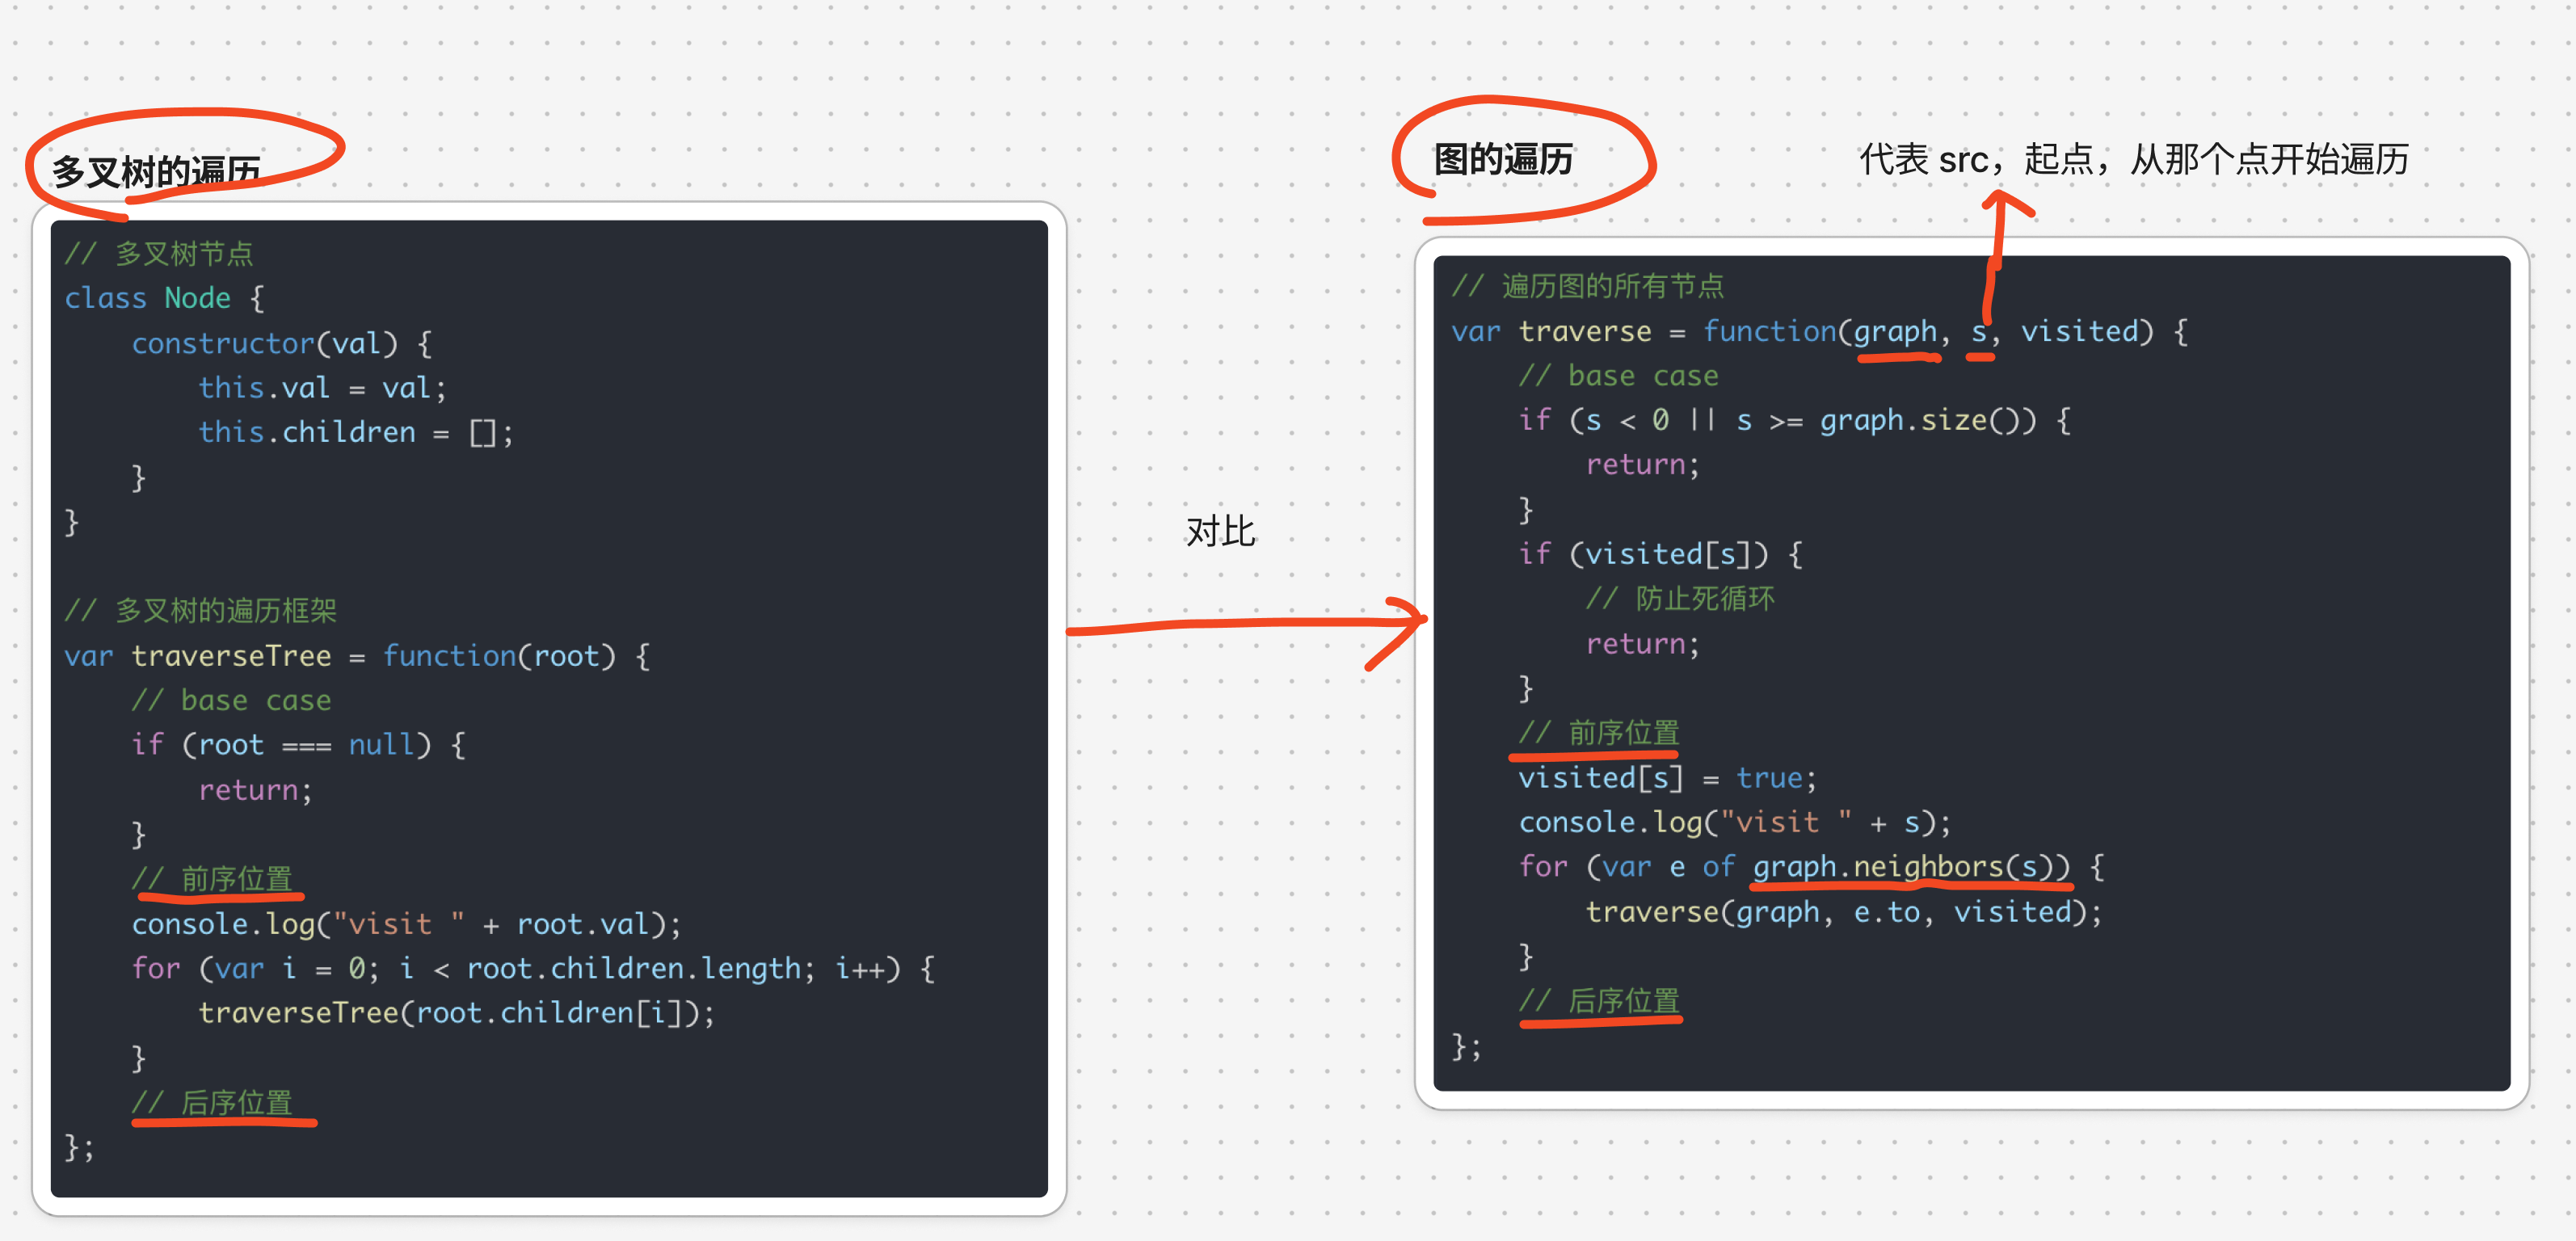 多叉树的遍历
// 多叉树节点
class Node {
    constructor(val) {
        this.val = val;
        this.children = [];
    }
}

// 多叉树的遍历框架
var traverseTree = function(root) {
    // base case
    if (root === null) {
        return;
    }
    // 前序位置
    console.log("visit " + root.val);
    for (var i = 0; i < root.children.length; i++) {
        traverseTree(root.children[i]);
    }
    // 后序位置
};
对比
图的遍历
代表 src，起点，从那个点开始遍历
// 遍历图的所有节点
var traverse = function(graph, s, visited) {
    // base case
    if (s < 0 || s >= graph.size()) {
        return;
    }
    if (visited[s]) {
        // 防止死循环
        return;
    }
    // 前序位置
    visited[s] = true;
    console.log("visit " + s);
    for (var e of graph.neighbors(s)) {
        traverse(graph, e.to, visited);
    }
    // 后序位置
};